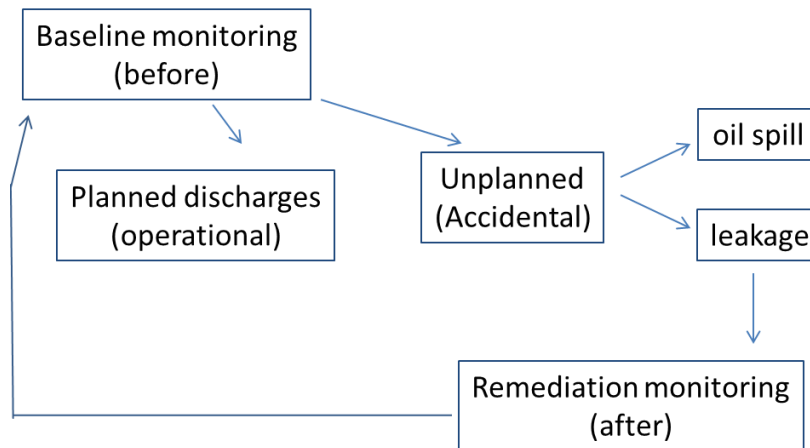 Baseline monitoring
(before)
oil spill
Planned discharges
(operational)
Unplanned
(Accidental)
leakage
Remediation monitoring
(after)